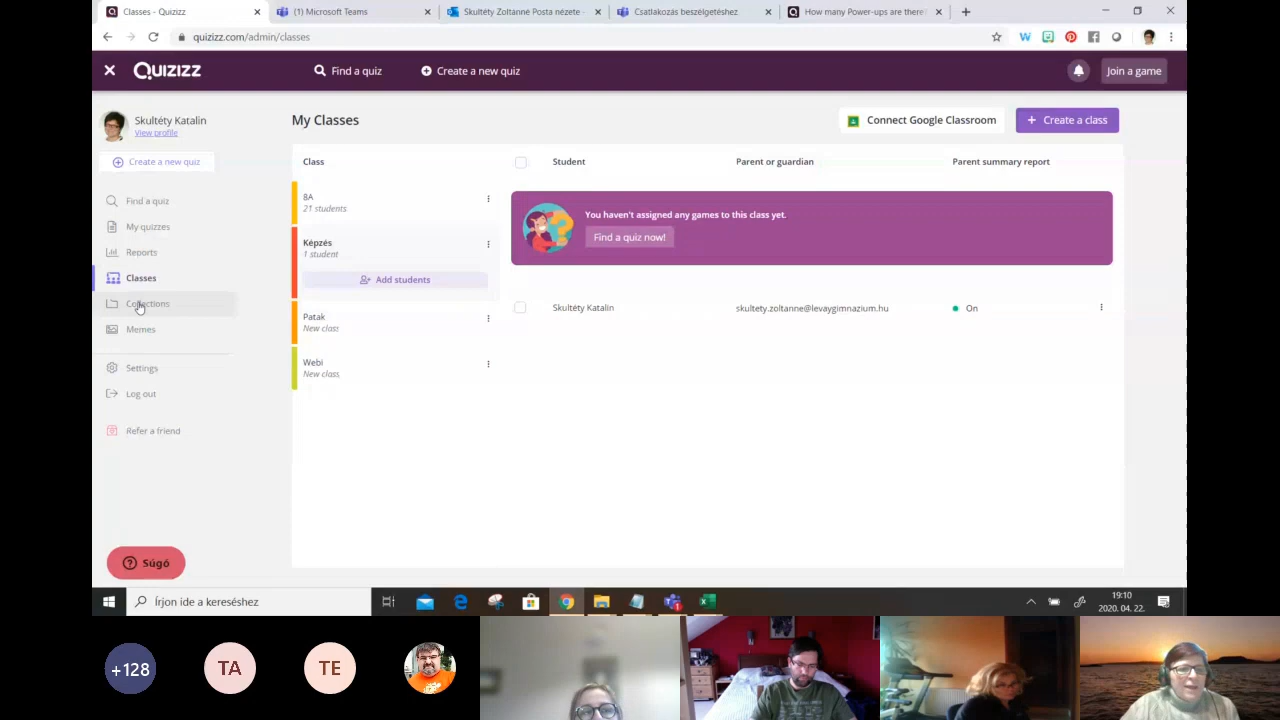 Classes - Quizizz
(1) Microsoft Teams
Skultéty Zoltánné Posta nézete -
Csatlakozás beszélgetéshez
How many Power-ups are there
quizizz.com/admin/classes
QUIZIZZ
Find a quiz
Create a new quiz
Join a game
Skultéty Katalin
View profile
Create a new quiz
Find a quiz
My quizzes
Reports
Classes
Collections
Memes
Settings
Log out
Refer a friend
Súgó
My Classes
Connect Google Classroom
+ Create a class
Class
Student
Parent or guardian
Parent summary report
8A
21 students
Képzés
1 student
Add students
Patak
New class
Webi
New class
You haven't assigned any games to this class yet.
Find a quiz now!
Skultéty Katalin
skultety.zoltanne@levaygimnazium.hu
On
Írjon ide a kereséshez
19:10
2020. 04. 22.
+128
TA
TE